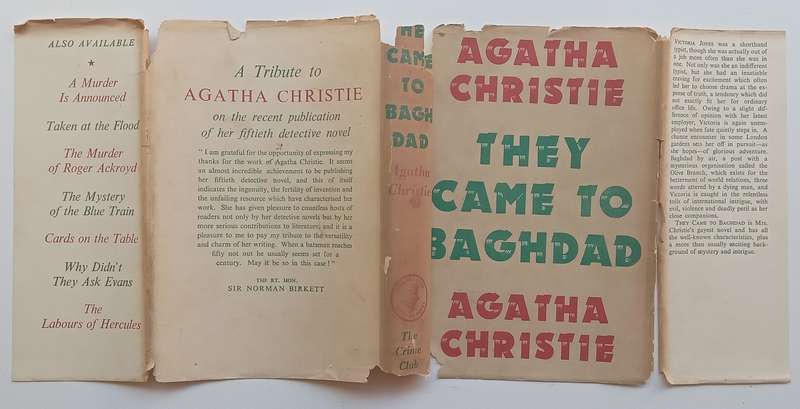 ALSO AVAILABLE
A Murder
Is Announced
Taken at the Flood
The Murder
of Roger Ackroyd
The Mystery
of the Blue Train
Cards on the Table
Why Didn't
They Ask Evans
The
Labours of Hercules
A Tribute to
AGATHA CHRISTIE
on the recent publication
of her fiftieth detective novel
" I am grateful for the opportunity of expressing my
thanks for the work of Agatha Christie. It seems
an almost incredible achievement to be publishing
her fiftieth detective novel, and this of itself
indicates the ingenuity, the fertility of invention and
the unfailing resource which have characterised her
work. She has given pleasure to countless hosts of
readers not only by her detective novels but by her
more serious contributions to literature; and it is a
pleasure to me to pay my tribute to the versatility
and charm of her writing. When a batsman reaches
fifty not out he usually seems set for a
century. May it be so in this case ! "
THE RT. HON.
SIR NORMAN BIRKETT
THE
CAME
TO
BAGH
DAD
Agatha
Christie
The
Crime
Club
AGATHA
CHRISTIE
THEY
CAME TO
BAGHDAD
AGATHA
CHRISTIE
VICTORIA JONES was a shorthand
typist, though she was actually out of
a job more often than she was in
one. Not only was she an indifferent
typist, but she had an insatiable
craving for excitement which often
led her to choose drama at the ex-
pense of truth, a tendency which did
not exactly fit her for ordinary
office life. Owing to a slight dif-
ference of opinion with her latest
employer, Victoria is again unem-
ployed when fate quietly steps in. A
chance encounter in some London
gardens sets her off in pursuit—as
she hopes—of glorious adventure.
Baghdad by air, a post with a
mysterious organisation called the
Olive Branch, which exists for the
betterment of world relations, three
words uttered by a dying man, and
Victoria is caught in the relentless
toils of international intrigue, with
evil, violence and deadly peril as her
close companions.
THEY CAME TO BAGHDAD is Mrs.
Christie's gayest novel and has all
the well-known characteristics, plus
a more than usually exciting back-
ground of mystery and intrigue.